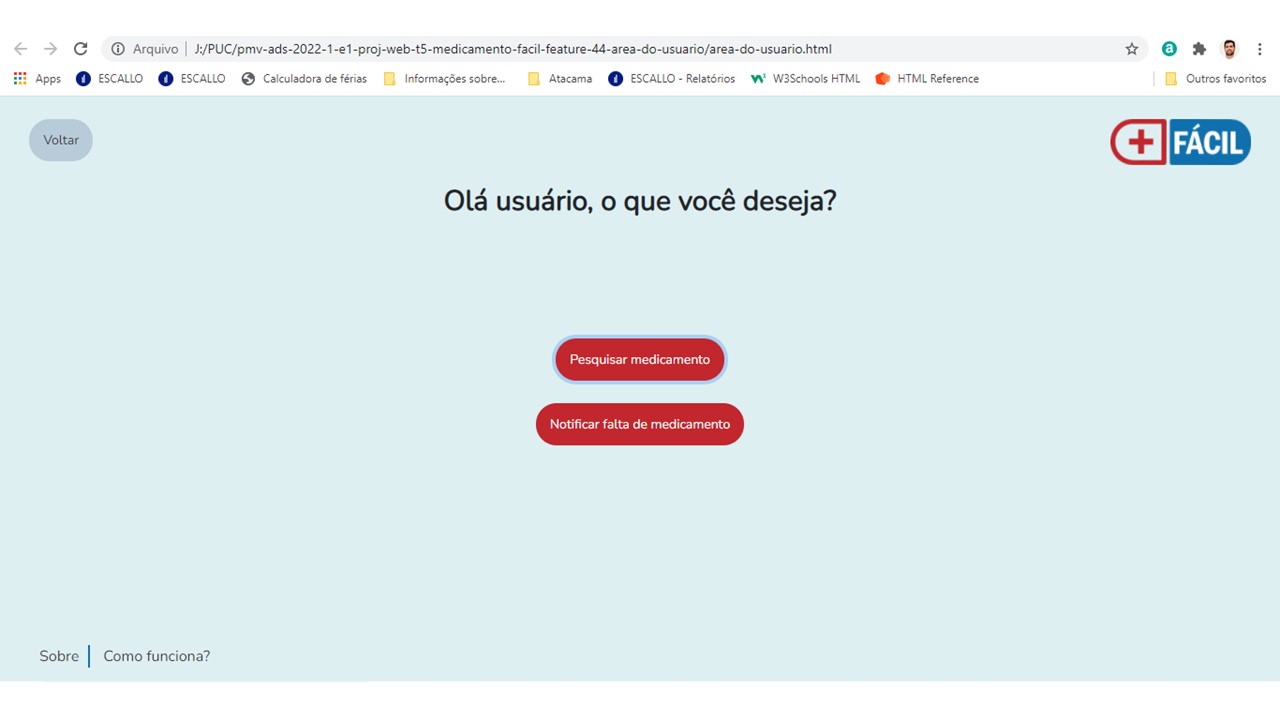 Arquivo J:/PUC/pmv-ads-2022-1-e1-proj-web-t5-medicamento-facil-feature-44-area-do-usuario/area-do-usuario.html a
Apps ESCALLO ESCALLO Calculadora de férias Informações sobre... Atacama ESCALLO - Relatórios W3Schools HTML HTML Reference Outros favoritos
Voltar
FÁCIL
Olá usuário, o que você deseja?
Pesquisar medicamento
Notificar falta de medicamento
Sobre Como funciona?